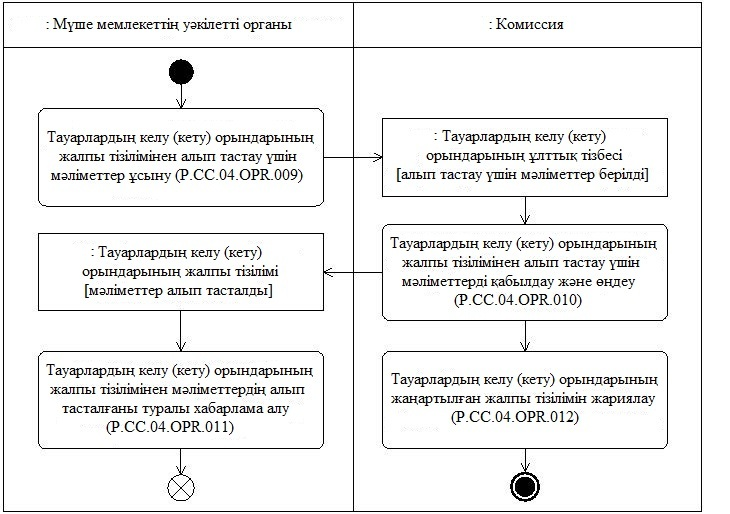 : Мүше мемлекеттің уәкілетті органы
: Комиссия
Тауарлардың келу (кету) орындарының
жалпы тізілімінен алып тастау үшін
мәліметтер ұсыну (P.CC.04.OPR.009)
: Тауарлардың келу (кету)
орындарының ұлттық тізбесі
[алып тастау үшін мәліметтер берілді]
Тауарлардың келу (кету) орындарының
жалпы тізілімінен алып тастау үшін
мәліметтерді қабылдау және өңдеу
(P.CC.04.OPR.010)
: Тауарлардың келу (кету)
орындарының жалпы тізілімі
[мәліметтер алып тасталды]
Тауарлардың келу (кету) орындарының
жалпы тізілімінен мәліметтердің алып
тасталғаны туралы хабарлама алу
(P.CC.04.OPR.011)
Тауарлардың келу (кету) орындарының
жаңартылған жалпы тізілімін жариялау
(P.CC.04.OPR.012)